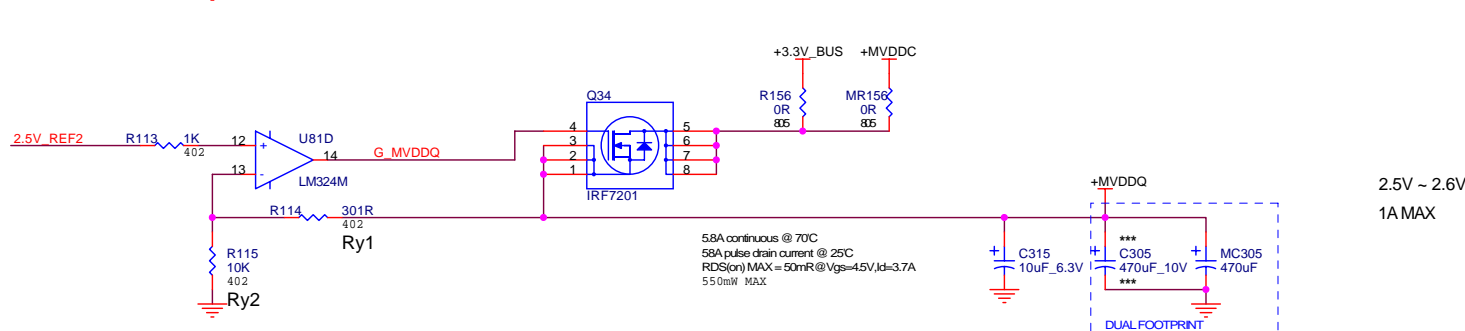 +3.3V_BUS +MVDDC
Q34
R156
0R
805
MR156
0R
805
2.5V_REF2
R113
1K
402
12
13
+
-
U81D
14
LM324M
G_MVDDQ
4
3
2
1
5
6
7
8
IRF7201
R114
301R
402
Ry1
R115
10K
402
Ry2
5.8A continuous @ 70'C
58A pulse drain current @ 25'C
RDS(on) MAX = 50mR@Vgs=4.5V,Id=3.7A
550mW MAX
+MVDDQ
2.5V ~ 2.6V
1A MAX
+
C315
10uF_6.3V
+
***
C305
470uF_10V
***
+
MC305
470uF
DUAL FOOTPRINT